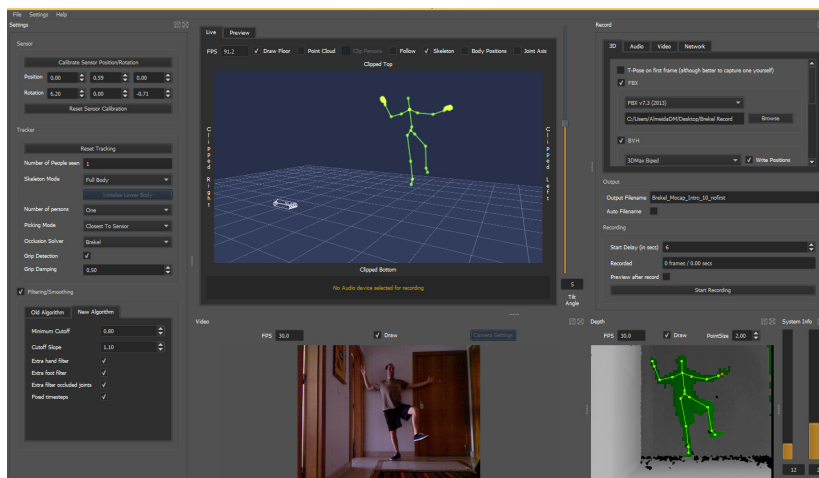 File Settings Help
Settings
Sensor
Calibrate Sensor Position/Rotation
Position 0.00 0.59 0.00
Rotation 6.20 0.00 -0.71
Reset Sensor Calibration
Tracker
Reset Tracking
Number of People seen 1
Skeleton Mode Full Body
Initialize Lower Body
Number of persons One
Picking Mode Closest To Sensor
Occlusion Solver Brekel
Grip Detection
Grip Damping 0,50
Filtering/Smoothing
Old Algorithm New Algorithm
Minimum Cutoff 0,80
Cutoff Slope 1,10
Extra hand filter
Extra foot filter
Extra filter occluded joints
Fixed timesteps
Live Preview
FPS 91.2 Draw Floor Point Cloud Clip Persons Follow Skeleton Body Positions Joint Axis
Clipped Top
Clipped Right
Clipped Left
Clipped Bottom
No Audio device selected for recording
5
Tilt
Angle
Video
FPS 30.0 Draw Camera Settings
Record
3D Audio Video Network
T-Pose on first frame (although better to capture one yourself)
FBX
FBX v7.3 (2013)
C:/Users/AlmeidaDM/Desktop/Brekel Record Browse
BVH
3DMax Biped Write Positions
Output
Output Filename Brekel_Mocap_Intro_10_nofirst
Auto Filename
Recording
Start Delay (in secs) 6
Recorded 0 frames / 0.00 secs
Preview after record
Start Recording
Depth
FPS 30.0 Draw PointSize 2.00
System Info
12